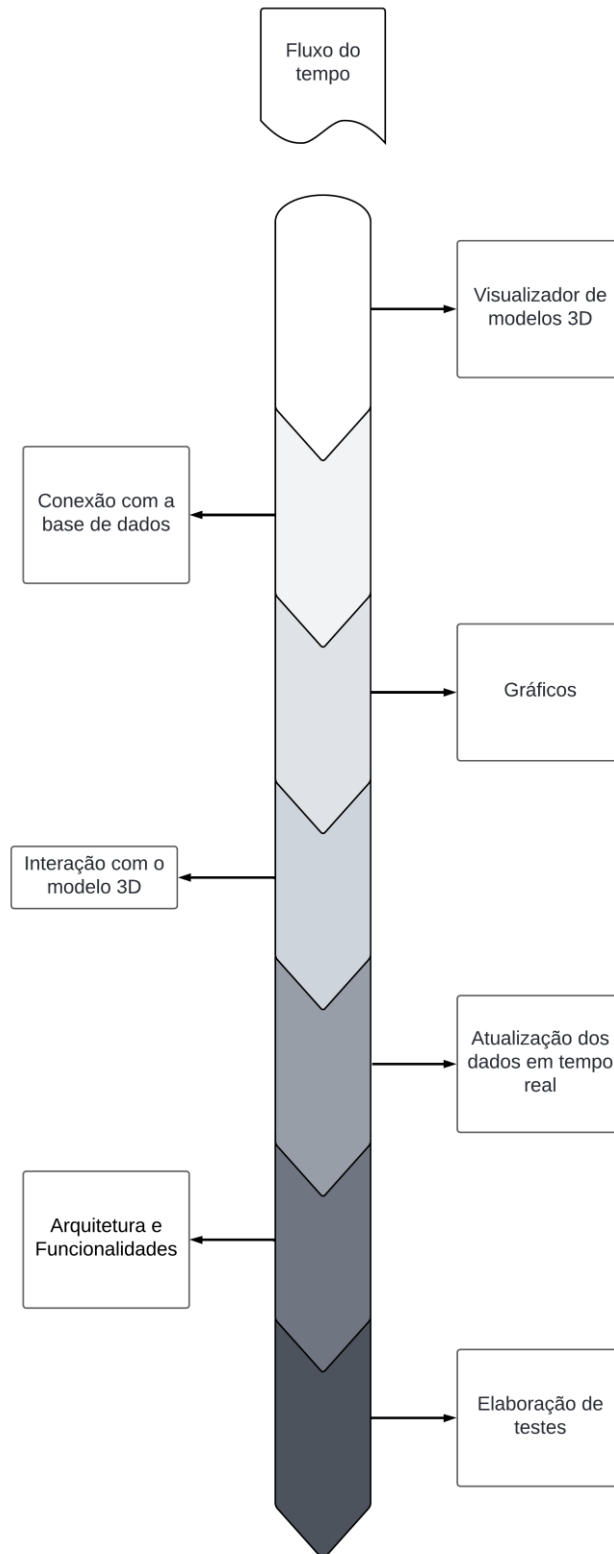 Fluxo do
tempo
Visualizador de
modelos 3D
Conexão com a
base de dados
Gráficos
Interação com o
modelo 3D
Atualização dos
dados em tempo
real
Arquitetura e
Funcionalidades
Elaboração de
testes